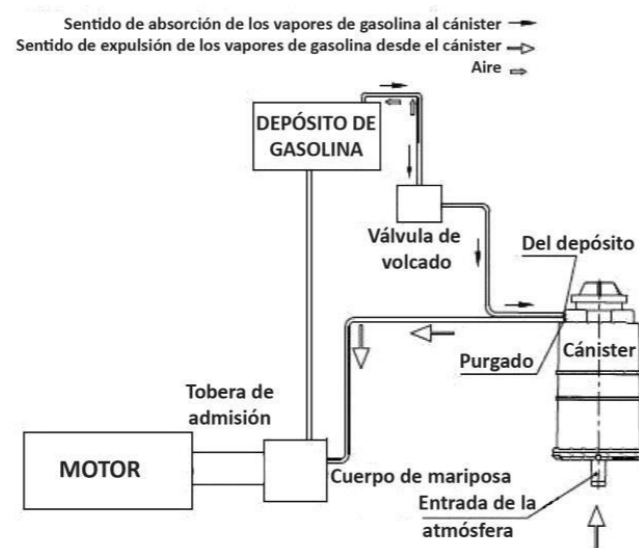 Sentido de absorción de los vapores de gasolina al cánister
Sentido de expulsión de los vapores de gasolina desde el cánister
Aire
DEPÓSITO DE
GASOLINA
Válvula de
volcado
Del depósito
Cánister
Purgado
Tobera de
admisión
MOTOR
Cuerpo de mariposa
Entrada de la
atmósfera